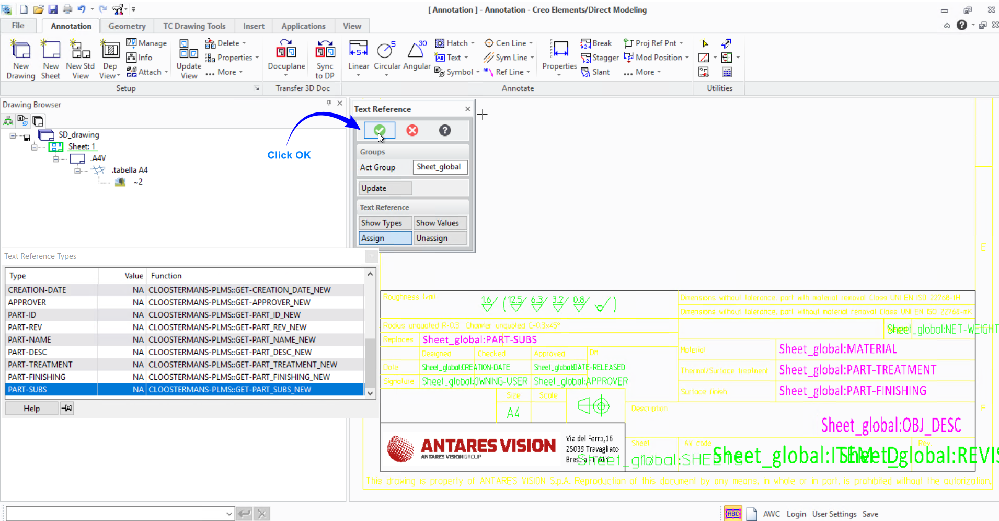 [ Annotation ] - Annotation - Creo Elements/Direct Modeling
File Annotation Geometry TC Drawing Tools Insert Applications View
New Drawing
New Sheet
New Std View
Dep View
Manage
Info
Attach
Update View
Delete
Properties
More
Docuplane
Sync to DP
Linear
Circular
Angular
Hatch
Text
Symbol
Cen Line
Sym Line
Ref Line
Properties
Break
Stagger
Slant
Proj Ref Pnt
Mod Position
More
Setup
Transfer 3D Doc
Annotate
Utilities
Drawing Browser
SD_drawing
Sheet: 1
.A4V
.tabella A4
~2
Click OK
Text Reference
Groups
Act Group Sheet_global
Update
Text Reference
Show Types Show Values
Assign Unassign
Text Reference Types
Type Value Function
CREATION-DATE NA CLOOSTERMANS-PLMS::GET-CREATION_DATE_NEW
APPROVER NA CLOOSTERMANS-PLMS::GET-APPROVER_NEW
PART-ID NA CLOOSTERMANS-PLMS::GET-PART_ID_NEW
PART-REV NA CLOOSTERMANS-PLMS::GET-PART_REV_NEW
PART-NAME NA CLOOSTERMANS-PLMS::GET-PART_NAME_NEW
PART-DESC NA CLOOSTERMANS-PLMS::GET-PART_DESC_NEW
PART-TREATMENT NA CLOOSTERMANS-PLMS::GET-PART_TREATMENT_NEW
PART-FINISHING NA CLOOSTERMANS-PLMS::GET-PART_FINISHING_NEW
PART-SUBS NA CLOOSTERMANS-PLMS::GET-PART_SUBS_NEW
Help
E
F
Roughness
1.6 ( 12.5 6.3 3.2 0.8 )
Dimensions without tolerance, part with material removal Class UNI EN ISO 22768-
Dimensions without tolerance, part without material removal Class UNI EN ISO 22768-mK
Radius unquoted R-0.3 Chamfer unquoted C-0.3x45°
Sheet_global:NET-WEIGHT
Replaces Sheet_global:PART-SUBS
Designed Checked Approved DM
Date Sheet_global:CREATION-DATE Sheet_global:DATE-RELEASED
Signature Sheet_global:OWNING-USER Sheet_global:APPROVER
Material Sheet_global:MATERIAL
Thermal/Surface treatment Sheet_global:PART-TREATMENT
Surface finish Sheet_global:PART-FINISHING
Size Scale
A4
Description
Sheet_global:OBJ_DESC
ANTARES VISION
ANTARES VISION GROUP
Via del Ferro,16
25039 Travagliato
Brescia - ITALY
Sheet AV code Rev.
This drawing is property of ANTARES VISION S.p.A. Reproduction of this document by any means, in whole or in part, is prohibited without the autorization.
ABC AWC Login User Settings Save